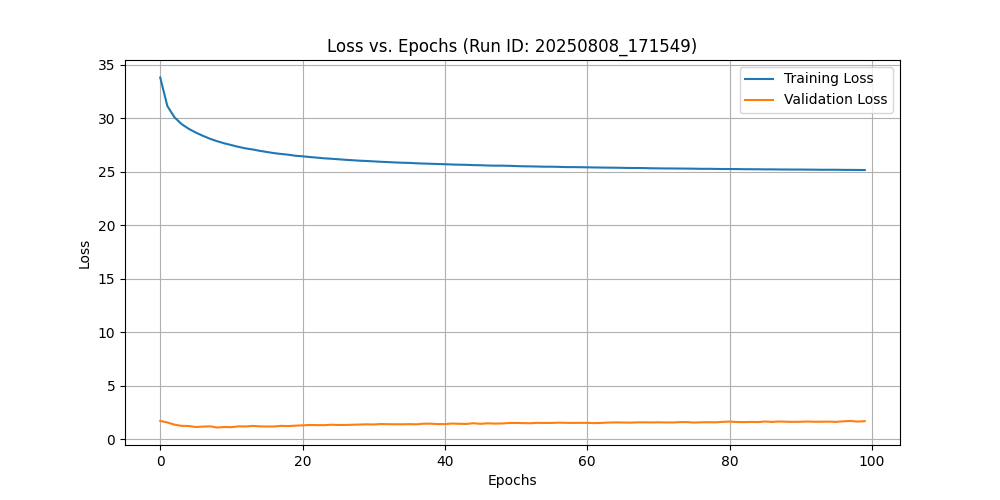 Loss vs. Epochs (Run ID: 20250808_171549)
35
30
25
20
15
10
5
0
Loss
Training Loss
Validation Loss
0 20 40 60 80 100
Epochs